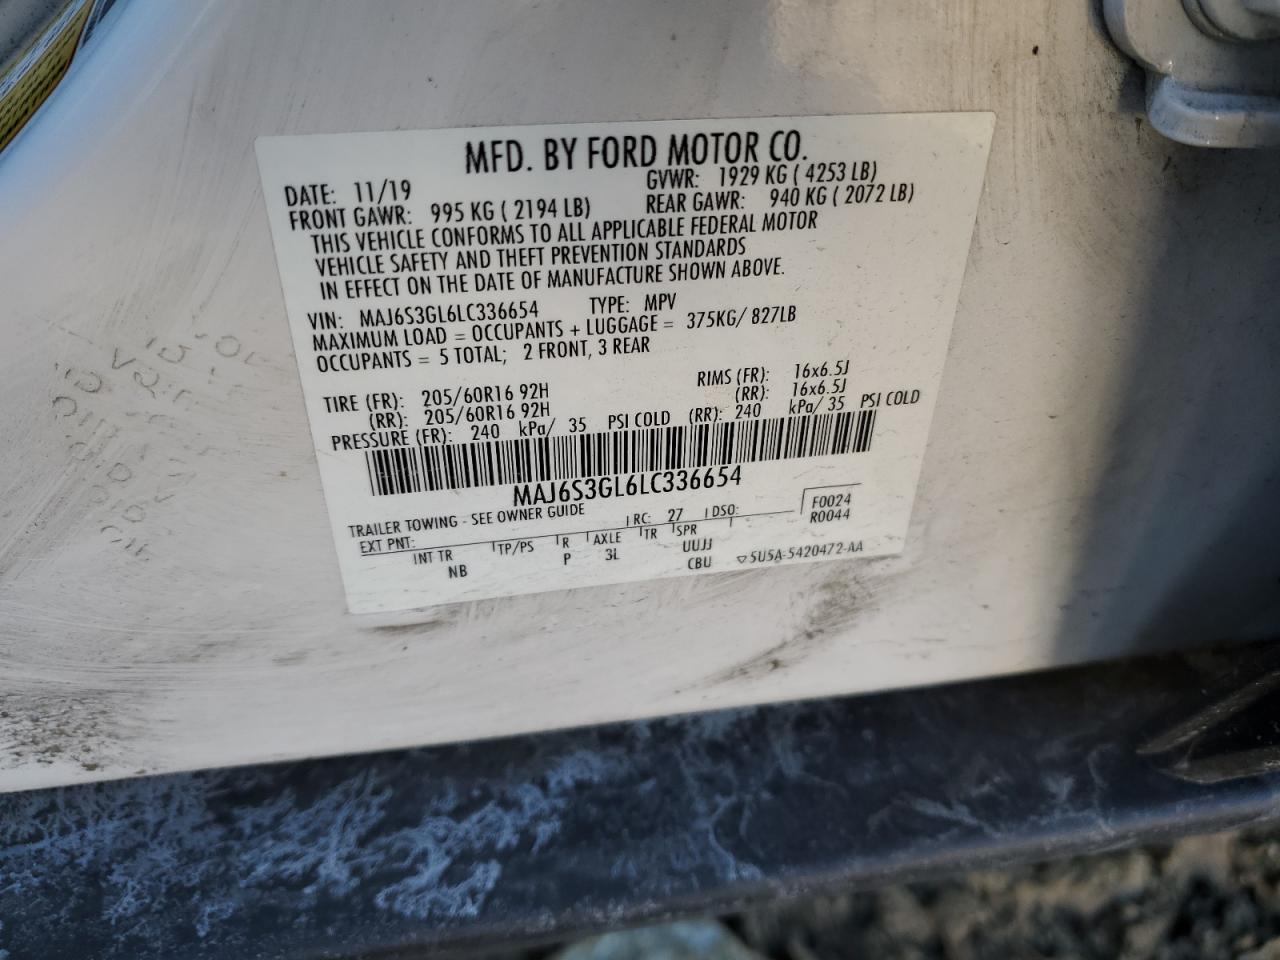 MFD. BY FORD MOTOR CO.
DATE: 11/19 GVWR: 1929 KG ( 4253 LB)
FRONT GAWR: 995 KG ( 2194 LB) REAR GAWR: 940 KG ( 2072 LB)
THIS VEHICLE CONFORMS TO ALL APPLICABLE FEDERAL MOTOR
VEHICLE SAFETY AND THEFT PREVENTION STANDARDS
IN EFFECT ON THE DATE OF MANUFACTURE SHOWN ABOVE.
VIN: MAJ6S3GL6LC336654 TYPE: MPV
MAXIMUM LOAD = OCCUPANTS + LUGGAGE = 375KG/ 827LB
OCCUPANTS = 5 TOTAL; 2 FRONT, 3 REAR
TIRE (FR): 205/60R16 92H RIMS (FR): 16x6.5J
(RR): 205/60R16 92H (RR): 16x6.5J
PRESSURE (FR): 240 kPa/ 35 PSI COLD (RR): 240 kPa/ 35 PSI COLD
MAJ6S3GL6LC336654
TRAILER TOWING - SEE OWNER GUIDE
EXT PNT: RC: 27 DSO: F0024
R0044
INT TR TP/PS R AXLE TR SPR
NB P 3L UUJJ
CBU 5U5A-5420472-AA